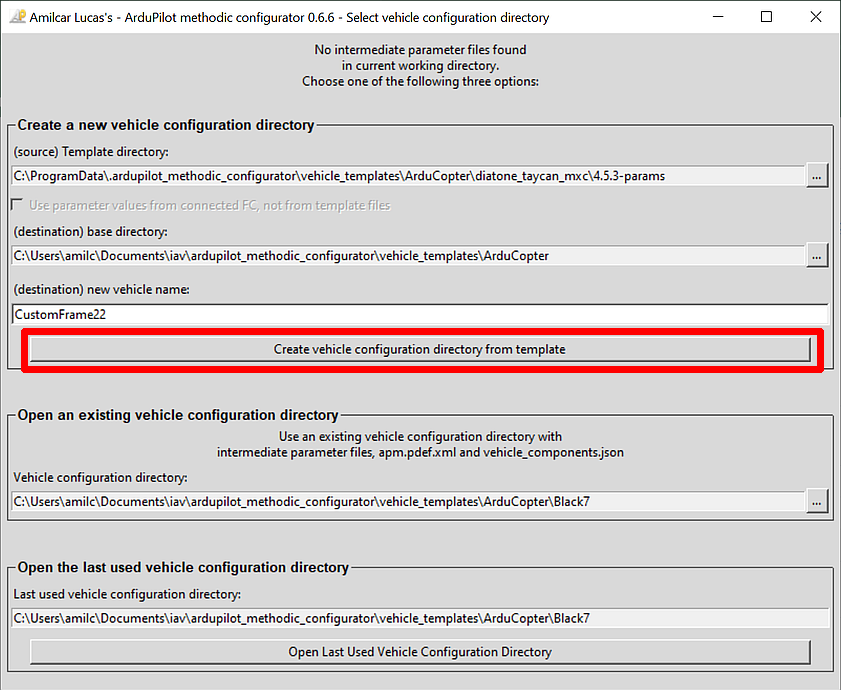 Amilcar Lucas's - ArduPilot methodic configurator 0.6.6 - Select vehicle configuration directory
No intermediate parameter files found
in current working directory.
Choose one of the following three options:
Create a new vehicle configuration directory
(source) Template directory:
C:\ProgramData\.ardupilot_methodic_configurator\vehicle_templates\ArduCopter\diatone_taycan_mxc\4.5.3-params
...
Use parameter values from connected FC, not from template files
(destination) base directory:
C:\Users\amilc\Documents\iav\ardupilot_methodic_configurator\vehicle_templates\ArduCopter
...
(destination) new vehicle name:
CustomFrame22
Create vehicle configuration directory from template
Open an existing vehicle configuration directory
Use an existing vehicle configuration directory with
intermediate parameter files, apm.pdef.xml and vehicle_components.json
Vehicle configuration directory:
C:\Users\amilc\Documents\iav\ardupilot_methodic_configurator\vehicle_templates\ArduCopter\Black7
...
Open the last used vehicle configuration directory
Last used vehicle configuration directory:
C:\Users\amilc\Documents\iav\ardupilot_methodic_configurator\vehicle_templates\ArduCopter\Black7
Open Last Used Vehicle Configuration Directory